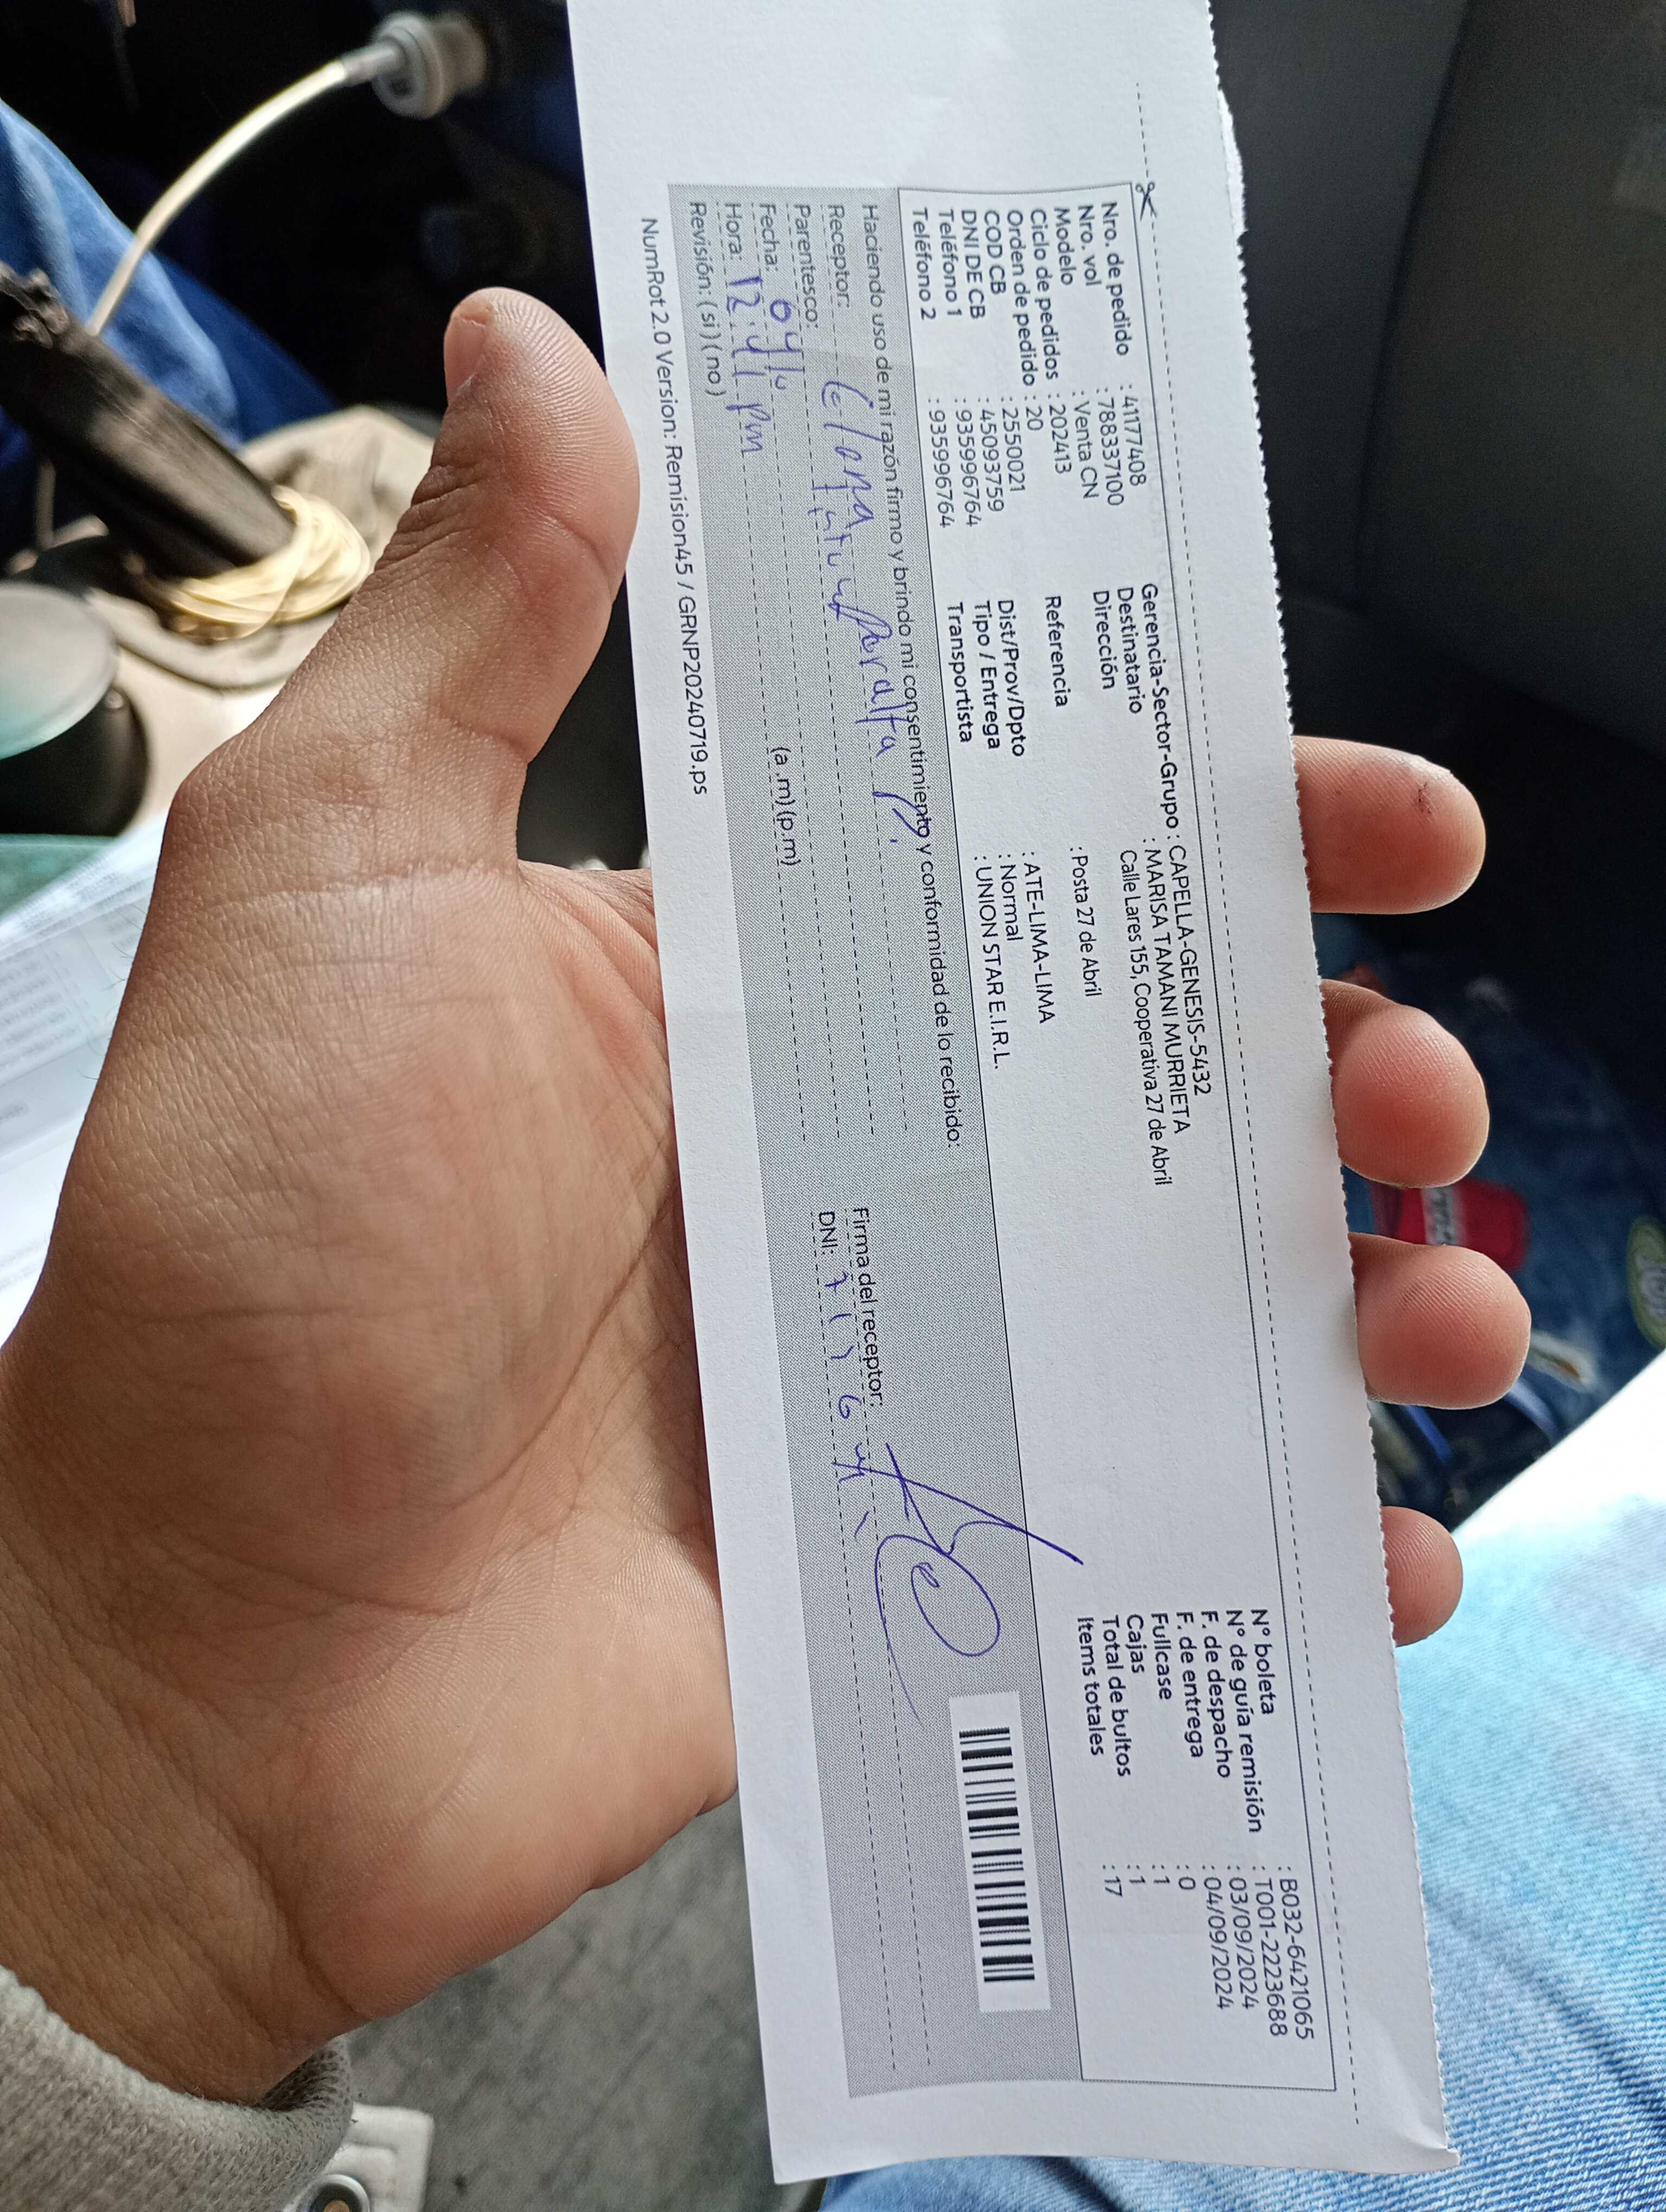 Nro. de pedido : 41177408
Nro. vol : 788337100
Modelo : Venta CN
Ciclo de pedidos : 202413
Orden de pedido : 20
COD CB : 2550021
DNI DE CB : 45093759
Teléfono 1 : 935996764
Teléfono 2 : 935996764
Gerencia-Sector-Grupo : CAPELLA-GENESIS-5432
Destinatario : MARISA TAMANI MURRIETA
Dirección Calle Lares 155, Cooperativa 27 de Abril
Referencia : Posta 27 de Abril
Dist/Prov/Dpto : ATE-LIMA-LIMA
Tipo / Entrega : Normal
Transportista : UNION STAR E.I.R.L.
N° boleta : B032-6421065
N° de guía remisión : T001-2223688
F. de despacho : 03/09/2024
F. de entrega : 04/09/2024
Fullcase : 0
Cajas : 1
Total de bultos : 1
Items totales : 17
Haciendo uso de mi razón firmo y brindo mi consentimiento y conformidad de lo recibido:
Receptor: Peralta P.
Parentesco:
Fecha:
Hora: 12:41 pm (a.m) (p.m)
Revisión: ( si ) ( no )
Firma del receptor:
DNI:
NumRot 2.0 Version: Remision45 / GRNP20240719.ps